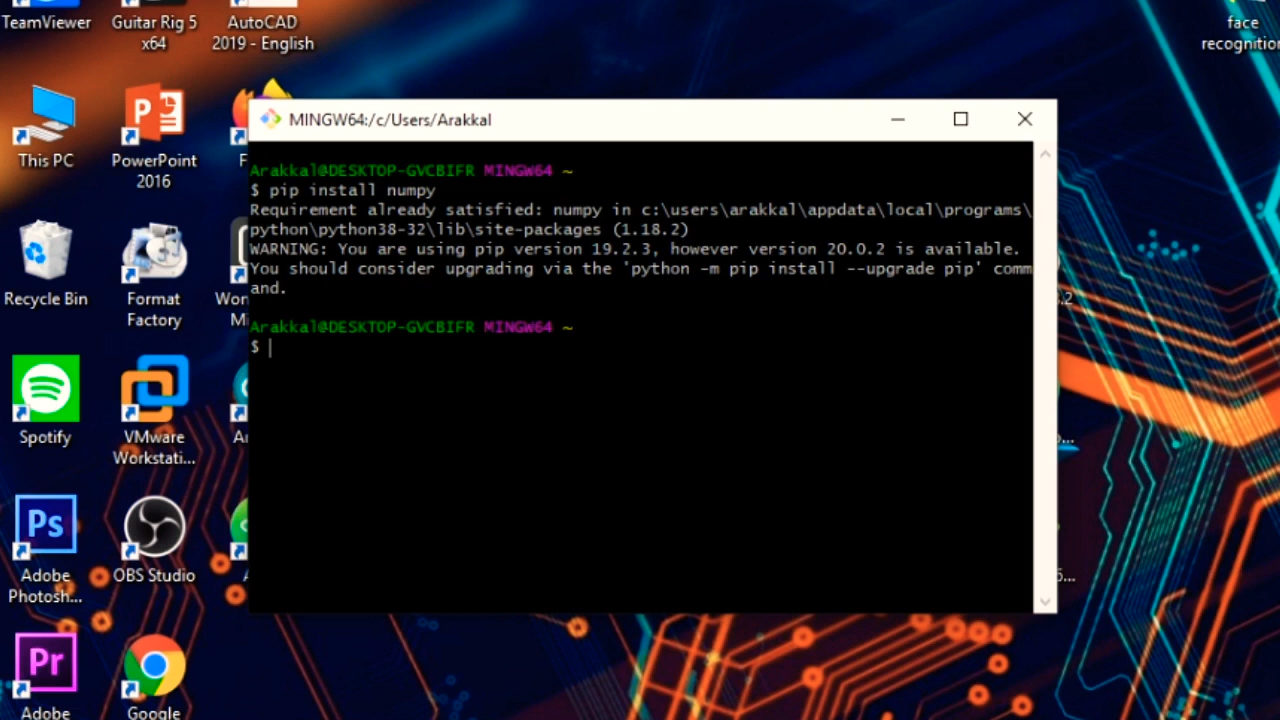 TeamViewer
Guitar Rig 5
x64
AutoCAD
2019 - English
face
recognition
This PC
PowerPoint
2016
Recycle Bin
Format
Factory
Spotify
VMware
Workstati...
Ps
Adobe
Photosh...
OBS Studio
Pr
Adobe
Google
MINGW64:/c/Users/Arakkal
Arakkal@DESKTOP-GVCBIFR MINGW64 ~
$ pip install numpy
Requirement already satisfied: numpy in c:\users\arakkal\appdata\local\programs\
python\python38-32\lib\site-packages (1.18.2)
WARNING: You are using pip version 19.2.3, however version 20.0.2 is available.
You should consider upgrading via the 'python -m pip install --upgrade pip' comm
and.
Arakkal@DESKTOP-GVCBIFR MINGW64 ~
$